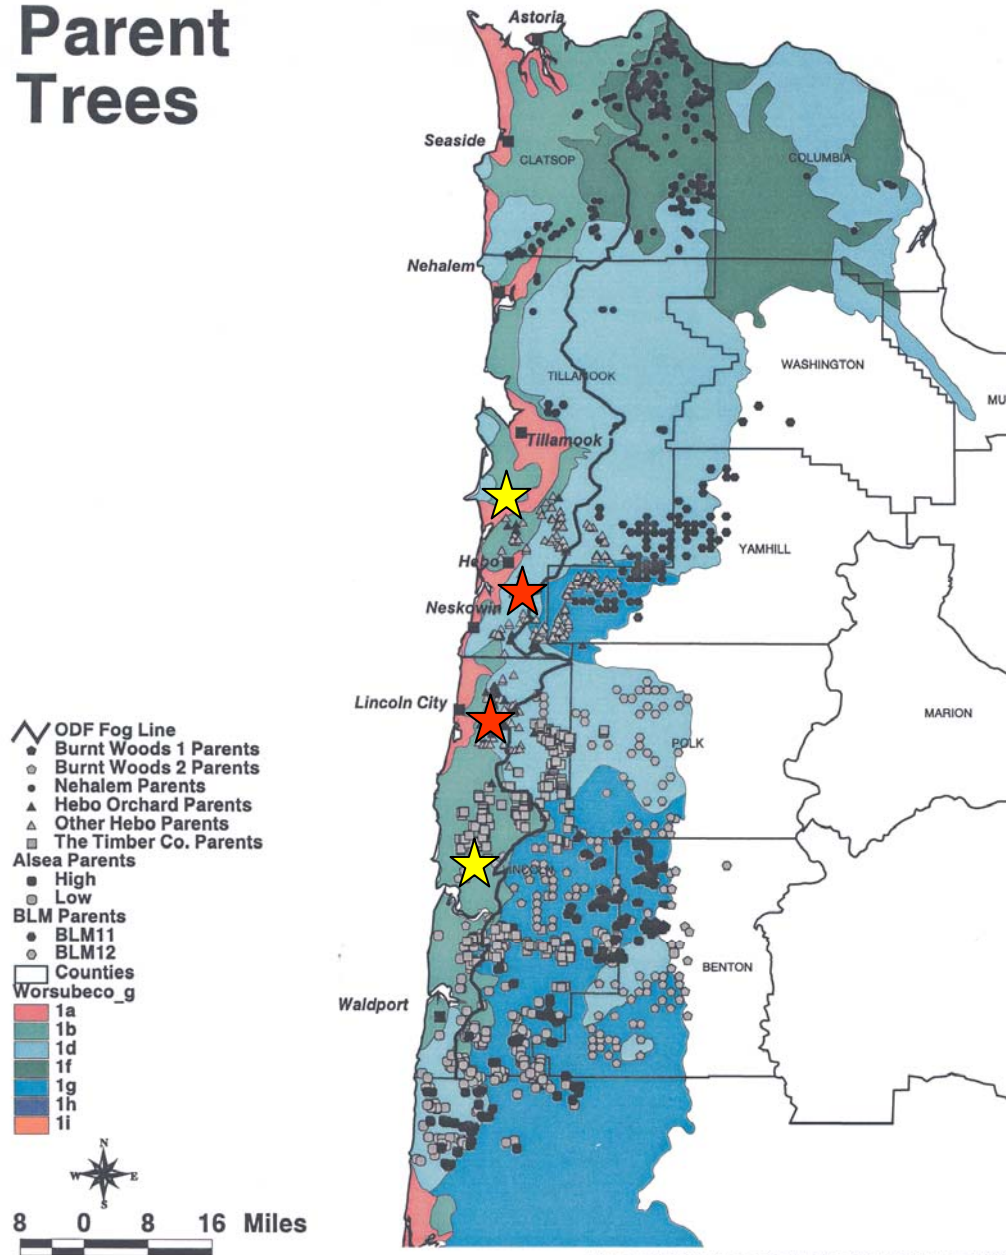 Parent
Trees
Astoria
Seaside
CLATSOP
COLUMBIA
Nehalem
WASHINGTON
TILLAMOOK
MU
Tillamook
YAMHILL
Hebo
Neskowin
Lincoln City
MARION
POLK
LINCOLN
BENTON
Waldport
ODF Fog Line
Burnt Woods 1 Parents
Burnt Woods 2 Parents
Nehalem Parents
Hebo Orchard Parents
Other Hebo Parents
The Timber Co. Parents
Alsea Parents
High
Low
BLM Parents
BLM11
BLM12
Counties
Worsubeco_g
1a
1b
1d
1f
1g
1h
1i
N
W E
S
8 0 8 16 Miles